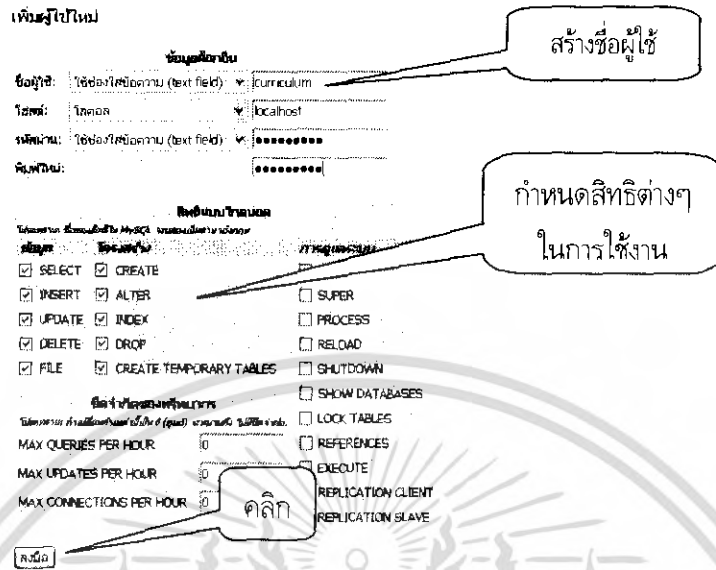 เพิ่มผู้ใช้ใหม่
สร้างชื่อผู้ใช้
ข้อมูลล็อกอิน
ชื่อผู้ใช้: ใช้ช่องใส่ข้อความ (text field) curriculum
โฮสต์: โลคอล localhost
รหัสผ่าน: ใช้ช่องใส่ข้อความ (text field) •••••••••
พิมพ์ใหม่: •••••••••
กำหนดสิทธิต่างๆ
ในการใช้งาน
ข้อมูล โครงสร้าง การดูแลระบบ
SELECT CREATE
INSERT ALTER SUPER
UPDATE INDEX PROCESS
DELETE DROP RELOAD
FILE CREATE TEMPORARY TABLES SHUTDOWN
SHOW DATABASES
LOCK TABLES
MAX QUERIES PER HOUR 0 REFERENCES
MAX UPDATES PER HOUR 0 EXECUTE
MAX CONNECTIONS PER HOUR 0 REPLICATION CLIENT
REPLICATION SLAVE
คลิก
ลงมือ